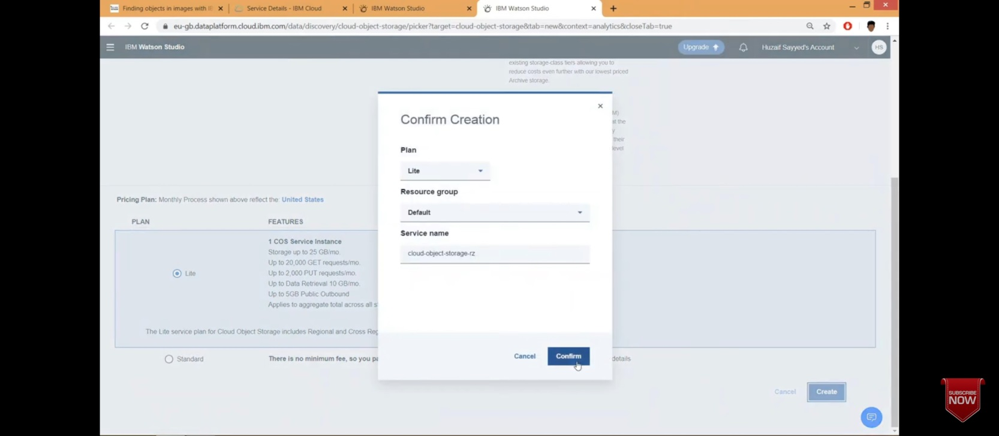 Finding objects in images with IB
Service Details - IBM Cloud
IBM Watson Studio
IBM Watson Studio
eu-gb.dataplatform.cloud.ibm.com/data/discovery/cloud-object-storage/picker?target=cloud-object-storage&tab=new&context=analytics&closeTab=true
IBM Watson Studio
Upgrade
Huzaif Sayyed's Account
HS
existing storage-class tiers allowing you to
reduce costs even further with our lowest priced
Archive storage.
M)
at the
y
their
level
Confirm Creation
Plan
Lite
Resource group
Default
Service name
cloud-object-storage-rz
Cancel
Confirm
Pricing Plan: Monthly Process shown above reflect the: United States
PLAN
FEATURES
Lite
1 COS Service Instance
Storage up to 25 GB/mo.
Up to 20,000 GET requests/mo.
Up to 2,000 PUT requests/mo.
Up to Data Retrieval 10 GB/mo.
Up to 5GB Public Outbound
Applies to aggregate total across all s
The Lite service plan for Cloud Object Storage includes Regional and Cross Reg
Standard
There is no minimum fee, so you pa
details
Cancel
Create
SUBSCRIBE
NOW